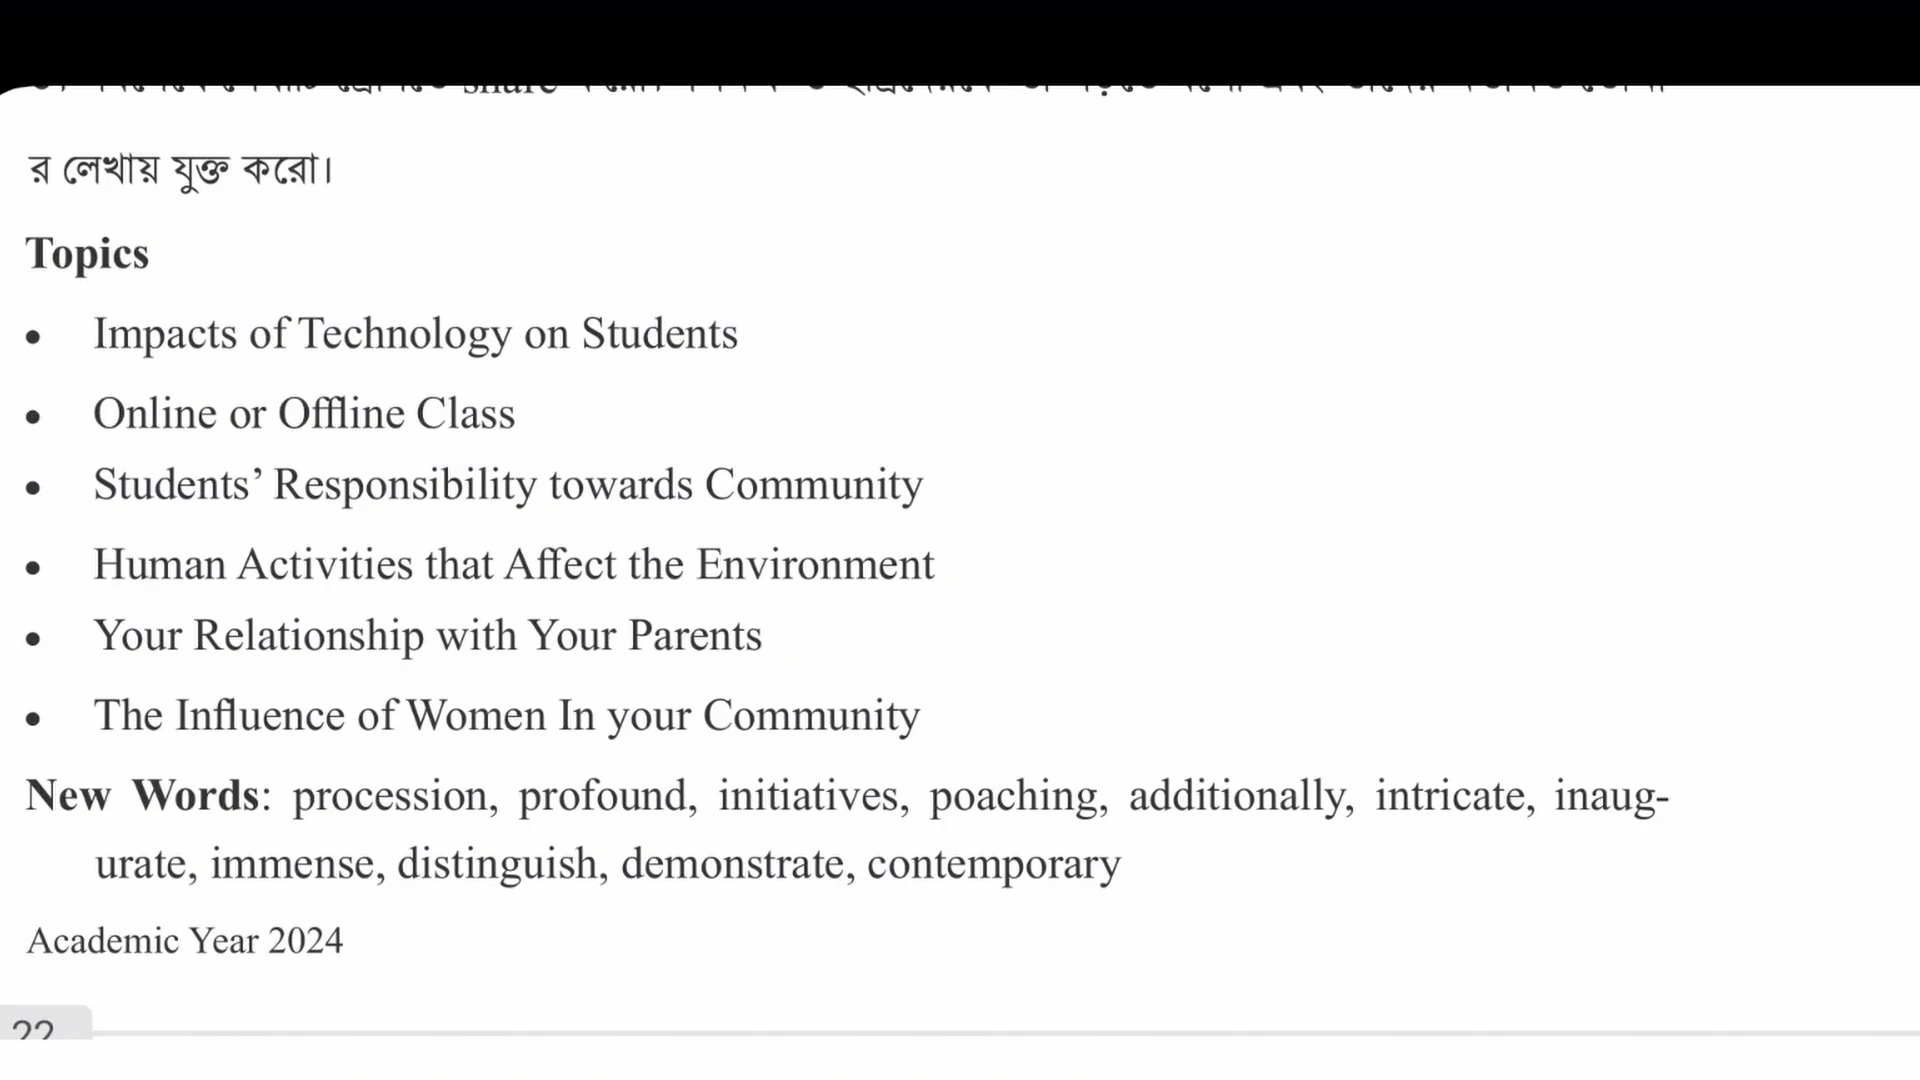 share
র লেখায় যুক্ত করো।
Topics
• Impacts of Technology on Students
• Online or Offline Class
• Students’ Responsibility towards Community
• Human Activities that Affect the Environment
• Your Relationship with Your Parents
• The Influence of Women In your Community
New Words: procession, profound, initiatives, poaching, additionally, intricate, inaug-
urate, immense, distinguish, demonstrate, contemporary
Academic Year 2024
22